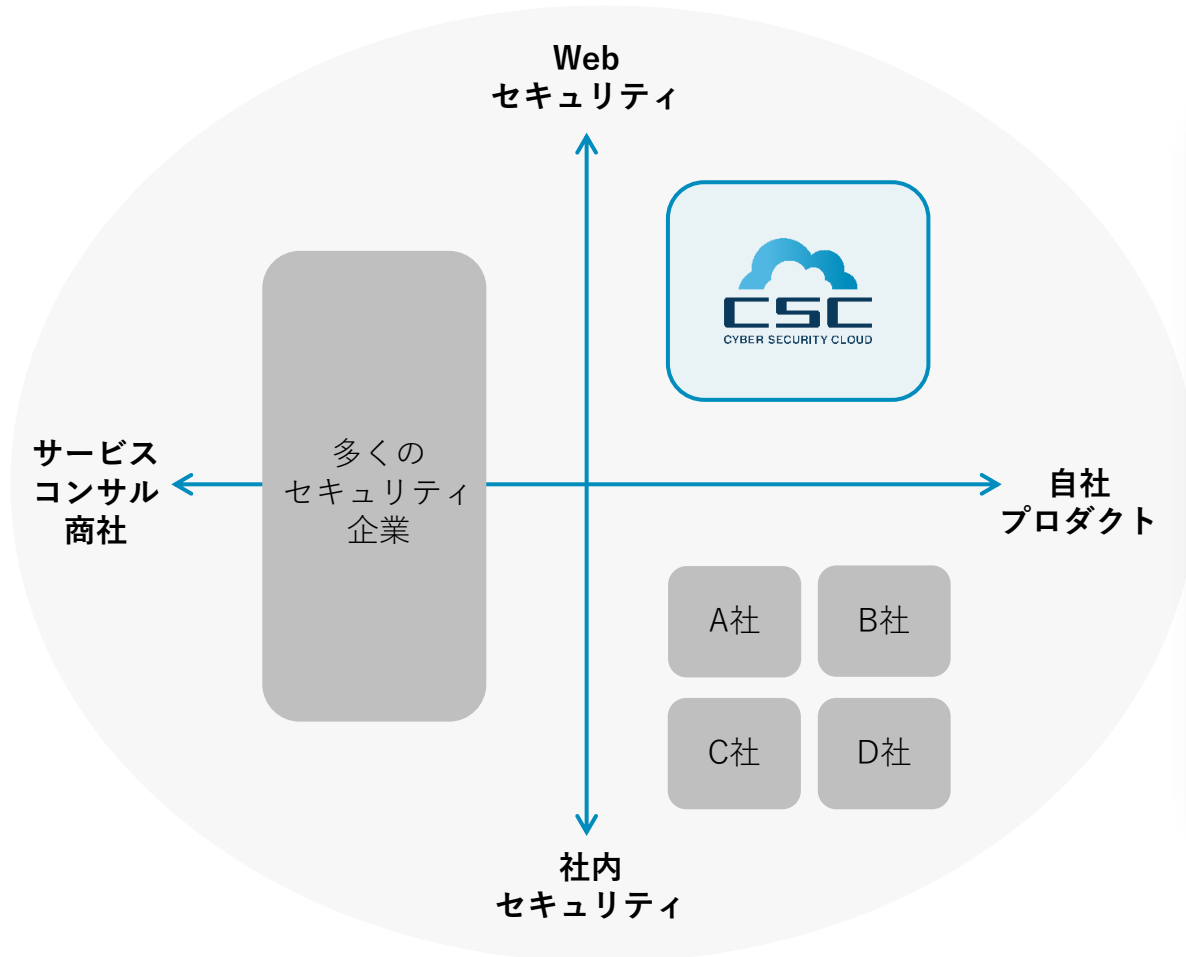 Web
セキュリティ
CSC
CYBER SECURITY CLOUD
サービス
コンサル
商社
多くの
セキュリティ
企業
自社
プロダクト
A社
B社
C社
D社
社内
セキュリティ